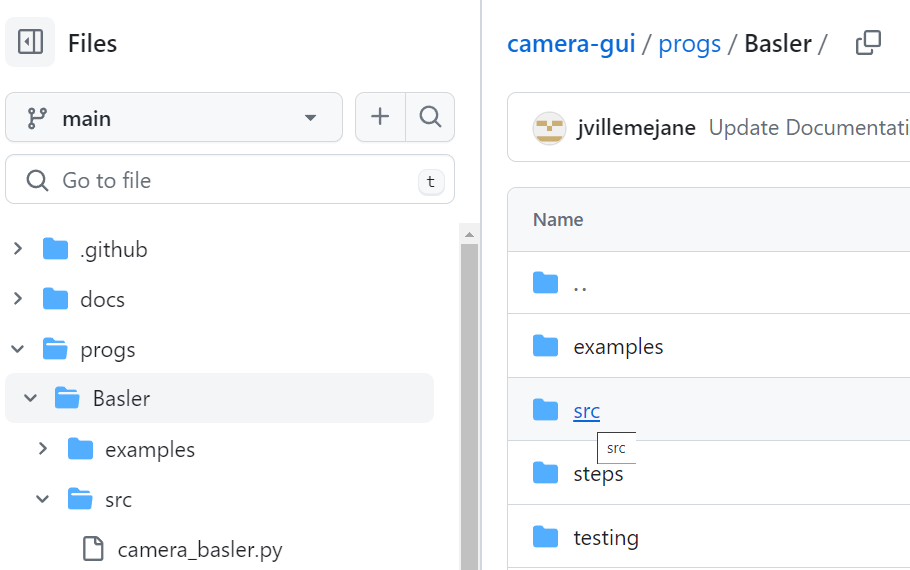 Files
main
Go to file
t
.github
docs
progs
Basler
examples
src
camera_basler.py
camera-gui / progs / Basler /
jvillemejane Update Documentati
Name
..
examples
src
src
steps
testing